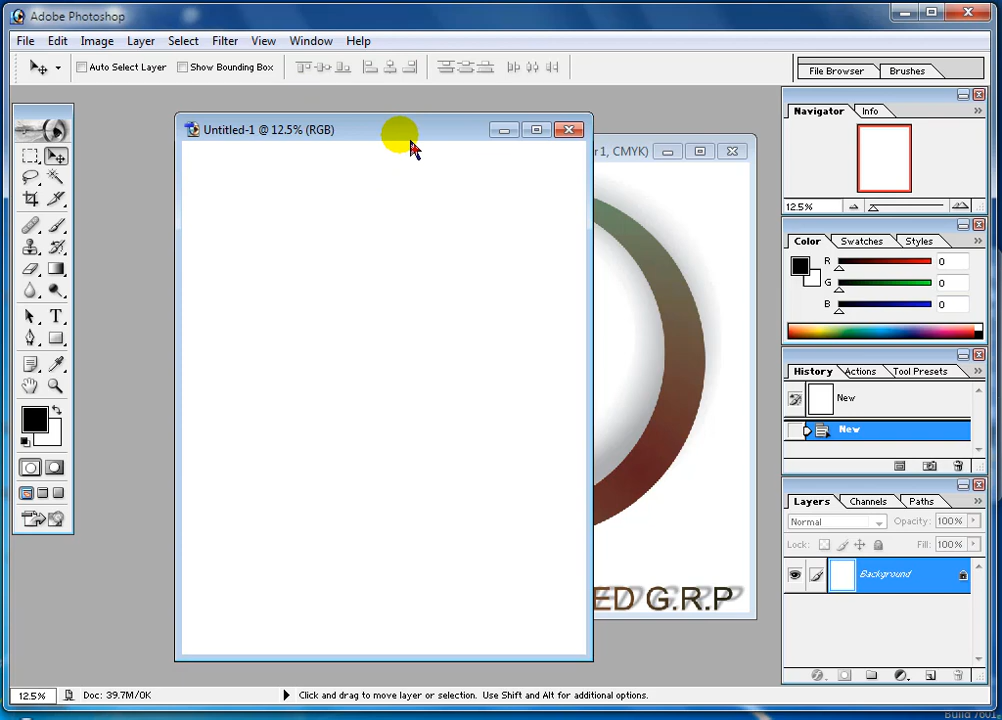 Adobe Photoshop
File Edit Image Layer Select Filter View Window Help
Auto Select Layer Show Bounding Box
File Browser Brushes
Untitled-1 @ 12.5% (RGB)
r 1, CMYK)
ED G.R.P
Navigator Info
12.5%
Color Swatches Styles
R 0
G 0
B 0
History Actions Tool Presets
New
New
Layers Channels Paths
Normal Opacity: 100%
Lock: Fill: 100%
Background
12.5% Doc: 39.7M/0K Click and drag to move layer or selection. Use Shift and Alt for additional options.
Build 7601